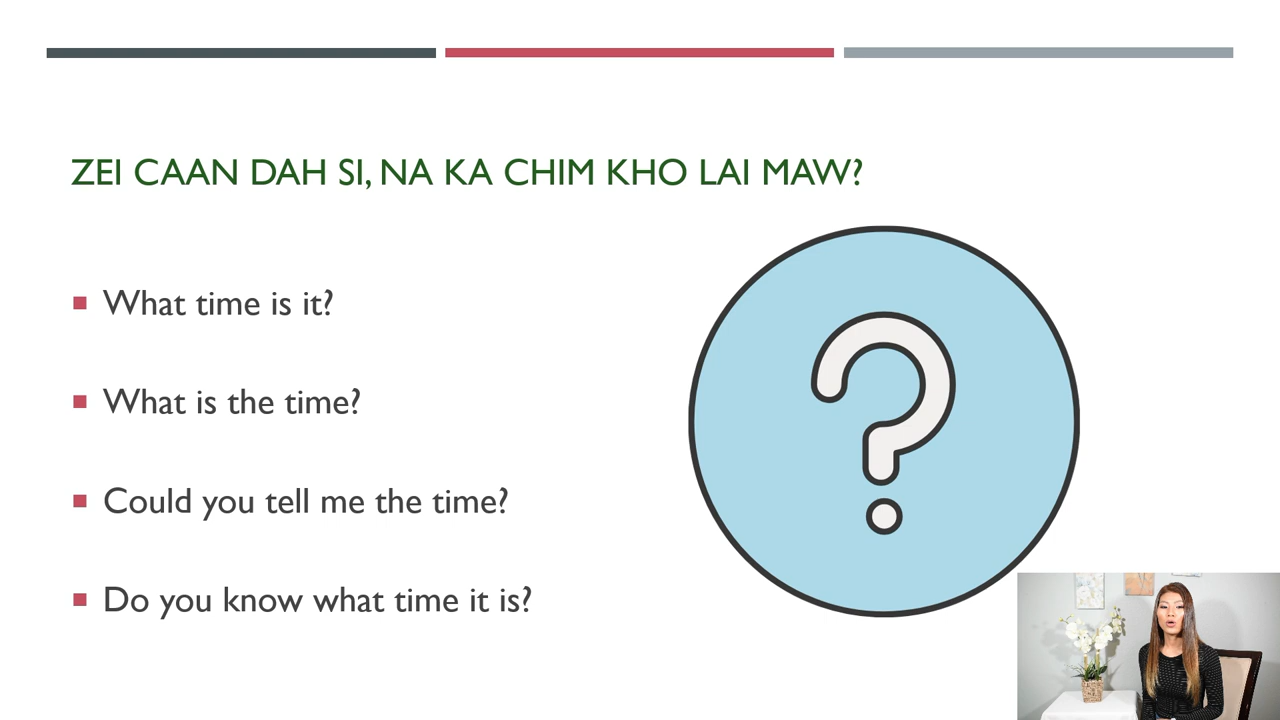 ZEI CAAN DAH SI, NA KA CHIM KHO LAI MAW?
What time is it?
What is the time?
Could you tell me the time?
Do you know what time it is?